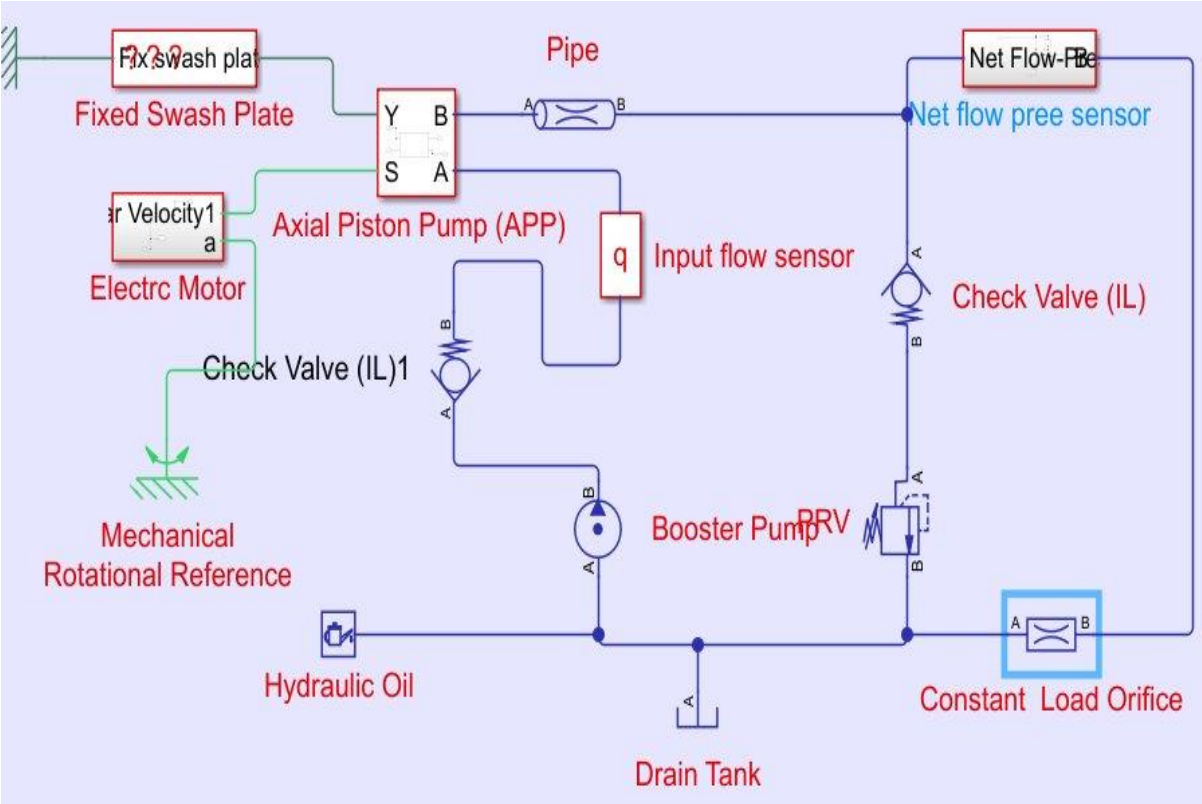 Pipe
? ? ?
Fix swash plat
Net Flow-Pre
B
Fixed Swash Plate
Net flow pree sensor
A
B
Y B
S A
r Velocity1
a
Axial Piston Pump (APP)
q
Input flow sensor
Electrc Motor
A
Check Valve (IL)
B
B
Check Valve (IL)1
A
A
B
Booster Pump
PRV
A
B
Mechanical
Rotational Reference
A
B
Hydraulic Oil
A
Constant Load Orifice
Drain Tank